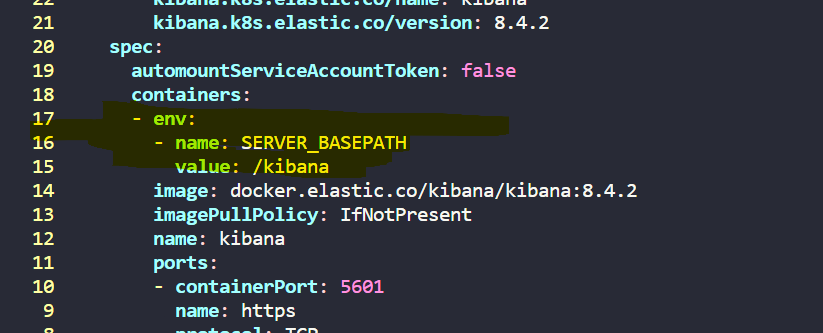 22 kibana.k8s.elastic.co/name: kibana
21 kibana.k8s.elastic.co/version: 8.4.2
20 spec:
19 automountServiceAccountToken: false
18 containers:
17 - env:
16 - name: SERVER_BASEPATH
15 value: /kibana
14 image: docker.elastic.co/kibana/kibana:8.4.2
13 imagePullPolicy: IfNotPresent
12 name: kibana
11 ports:
10 - containerPort: 5601
9 name: https
8 protocol: TCP